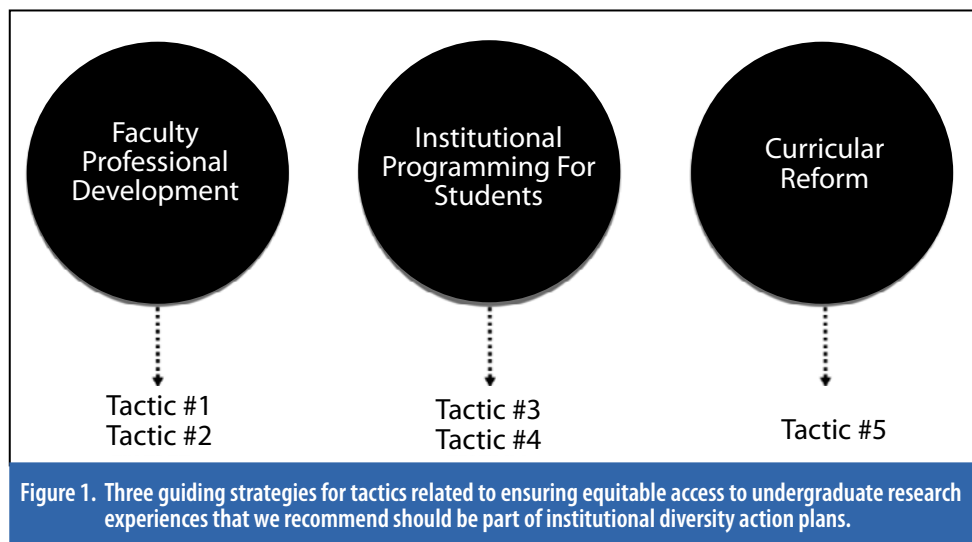 Faculty
Professional
Development
Institutional
Programming For
Students
Curricular
Reform
Tactic #1
Tactic #2
Tactic #3
Tactic #4
Tactic #5
Figure 1. Three guiding strategies for tactics related to ensuring equitable access to undergraduate research
experiences that we recommend should be part of institutional diversity action plans.